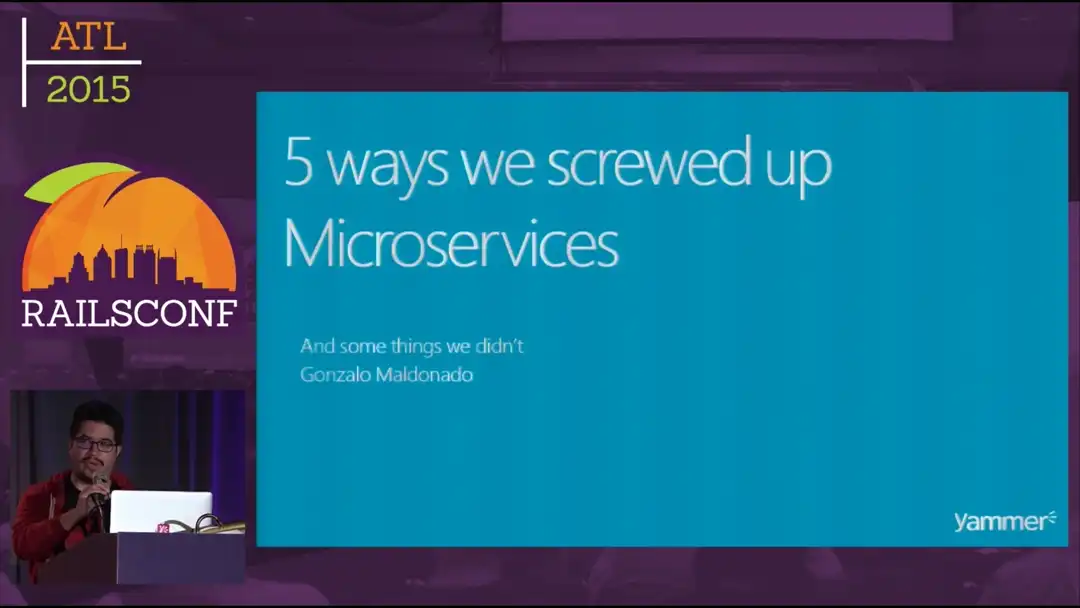 ATL
2015
RAILSCONF
5 ways we screwed up
Microservices
And some things we didn't
Gonzalo Maldonado
yammer